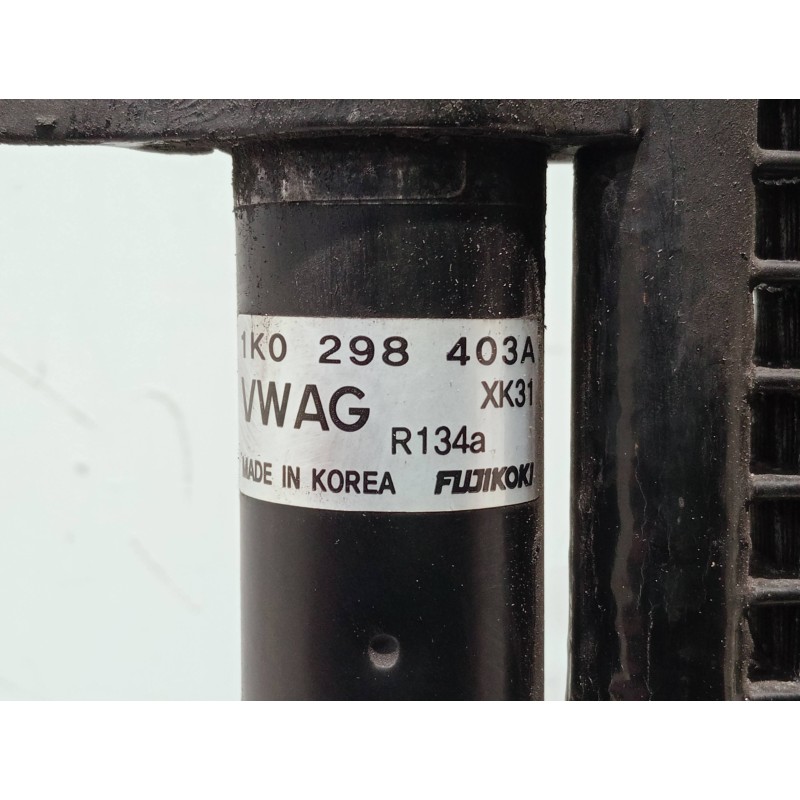 1K0 298 403A
VWAG XK31
R134a
MADE IN KOREA FUJIKOKI